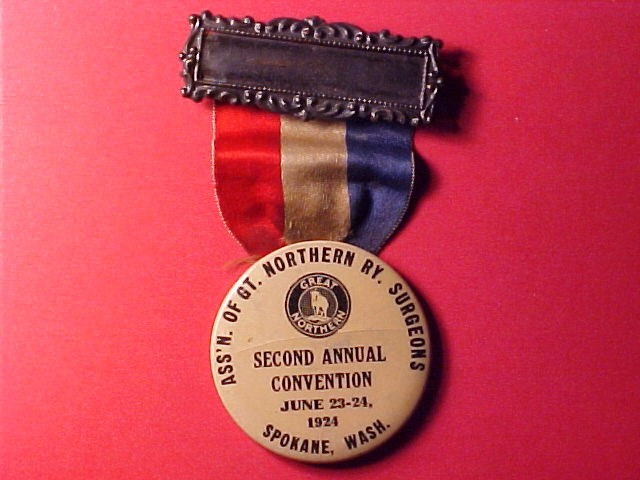 ASS'N. OF GT. NORTHERN RY. SURGEONS
GREAT
NORTHERN
SECOND ANNUAL
CONVENTION
JUNE 23-24,
1924
SPOKANE, WASH.